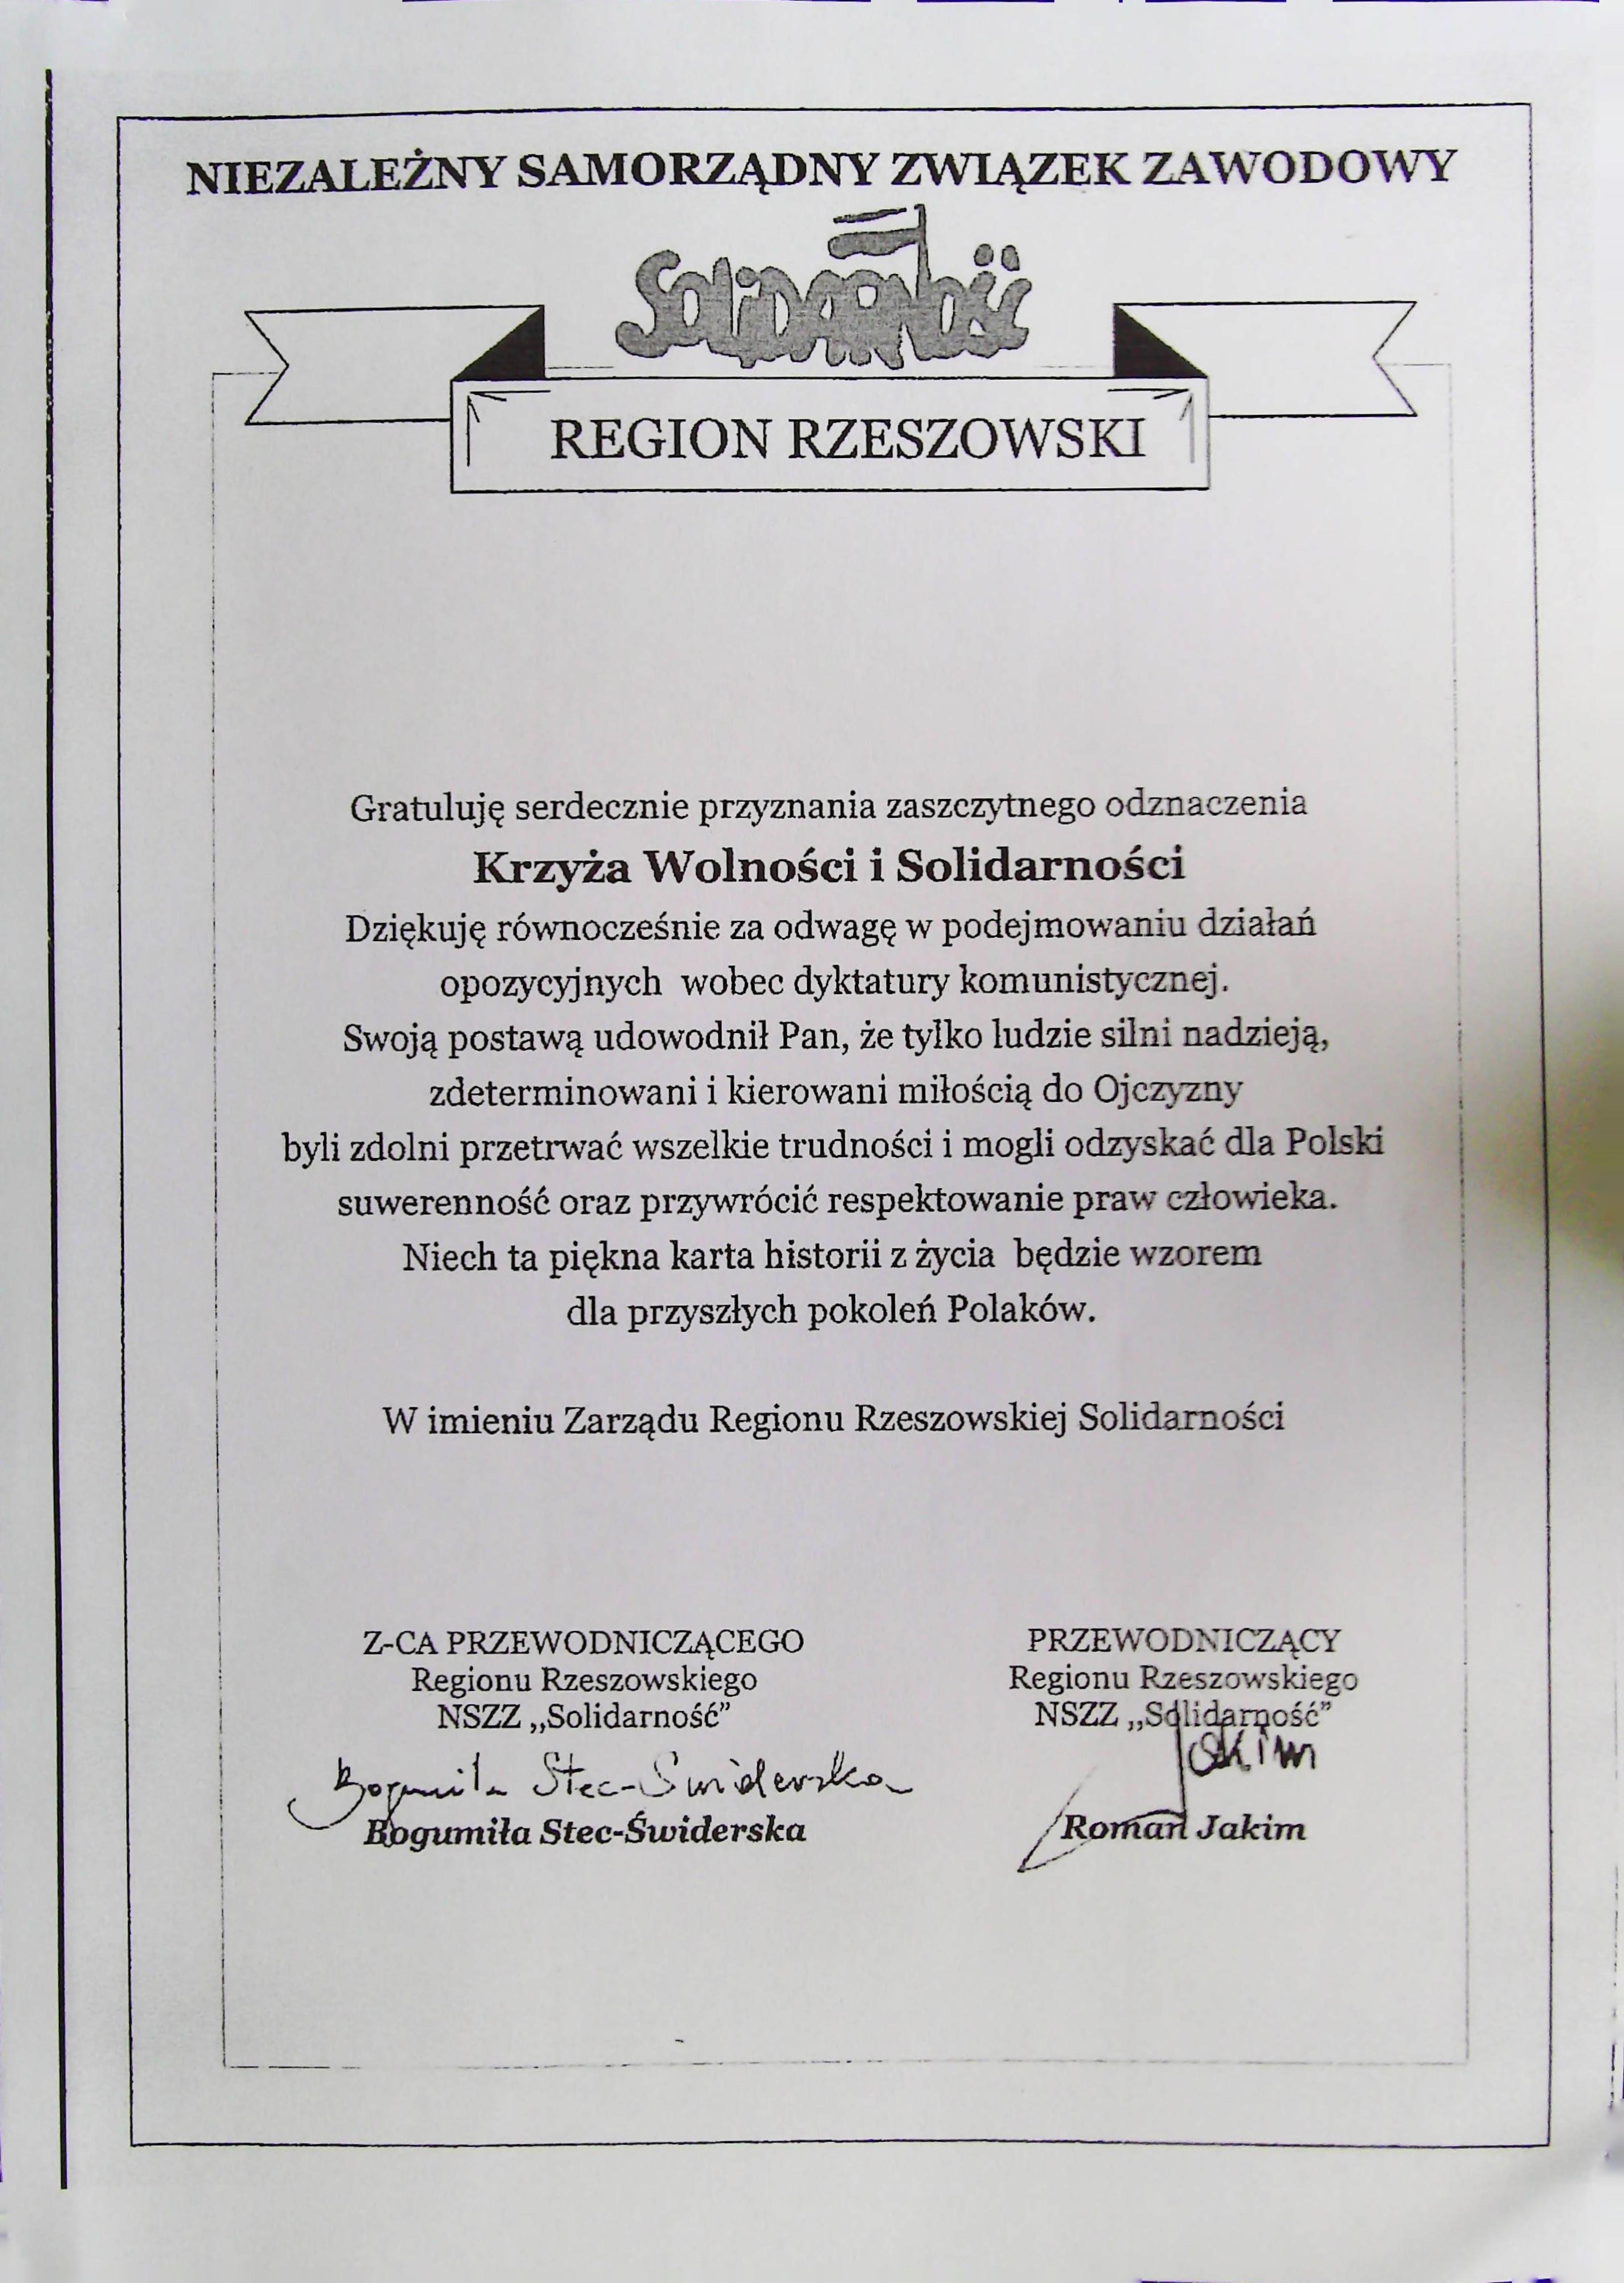 NIEZALEŻNY SAMORZĄDNY ZWIĄZEK ZAWODOWY
Solidarność
REGION RZESZOWSKI
Gratuluję serdecznie przyznania zaszczytnego odznaczenia
Krzyża Wolności i Solidarności
Dziękuję równocześnie za odwagę w podejmowaniu działań
opozycyjnych wobec dyktatury komunistycznej.
Swoją postawą udowodnił Pan, że tylko ludzie silni nadzieją,
zdeterminowani i kierowani miłością do Ojczyzny
byli zdolni przetrwać wszelkie trudności i mogli odzyskać dla Polski
suwerenność oraz przywrócić respektowanie praw człowieka.
Niech ta piękna karta historii z życia będzie wzorem
dla przyszłych pokoleń Polaków.
W imieniu Zarządu Regionu Rzeszowskiej Solidarności
Z-CA PRZEWODNICZĄCEGO
Regionu Rzeszowskiego
NSZZ „Solidarność”
Bogumiła Stec-Swiderska
Bogumiła Stec-Świderska
PRZEWODNICZĄCY
Regionu Rzeszowskiego
NSZZ „Solidarność”
Jakim
Roman Jakim